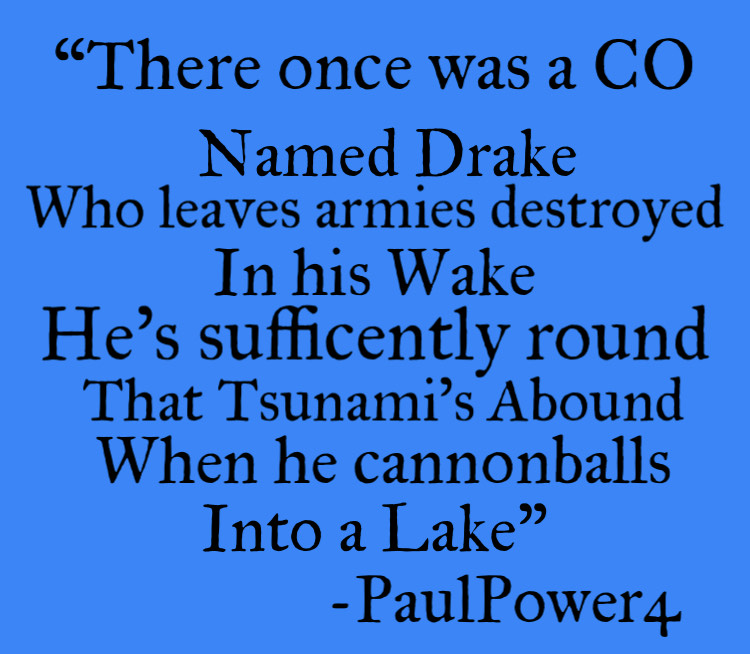 “There once was a CO
Named Drake
Who leaves armies destroyed
In his Wake
He’s sufficently round
That Tsunami’s Abound
When he cannonballs
Into a Lake”
-PaulPower4